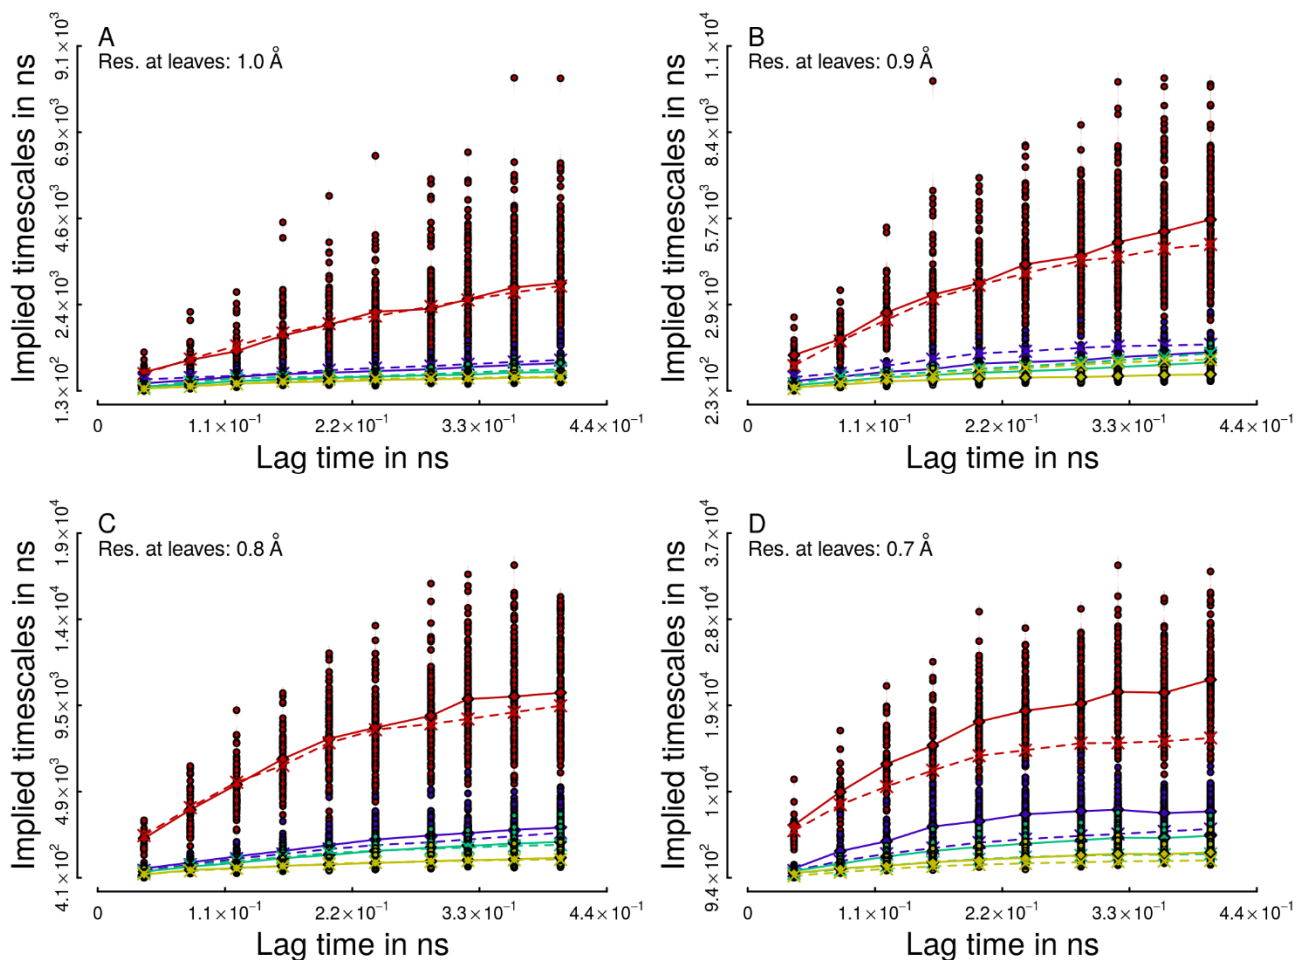 A
Res. at leaves: 1.0 Å
Implied timescales in ns
9.1×10³
6.9×10³
4.6×10³
2.4×10³
1.3×10²
0
1.1×10⁻¹
2.2×10⁻¹
3.3×10⁻¹
4.4×10⁻¹
Lag time in ns
B
Res. at leaves: 0.9 Å
Implied timescales in ns
1.1×10⁴
8.4×10³
5.7×10³
2.9×10³
2.3×10²
0
1.1×10⁻¹
2.2×10⁻¹
3.3×10⁻¹
4.4×10⁻¹
Lag time in ns
C
Res. at leaves: 0.8 Å
Implied timescales in ns
1.9×10⁴
1.4×10⁴
9.5×10³
4.9×10³
4.1×10²
0
1.1×10⁻¹
2.2×10⁻¹
3.3×10⁻¹
4.4×10⁻¹
Lag time in ns
D
Res. at leaves: 0.7 Å
Implied timescales in ns
3.7×10⁴
2.8×10⁴
1.9×10⁴
1×10⁴
9.4×10²
0
1.1×10⁻¹
2.2×10⁻¹
3.3×10⁻¹
4.4×10⁻¹
Lag time in ns